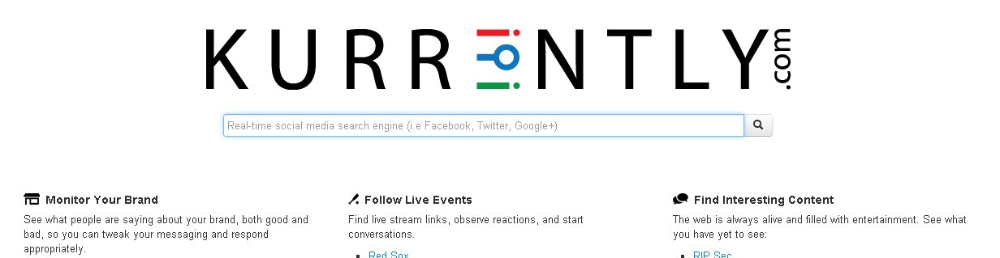 KURRENTLY.com
Real-time social media search engine (i.e Facebook, Twitter, Google+)
Monitor Your Brand
See what people are saying about your brand, both good and
bad, so you can tweak your messaging and respond
appropriately.
Follow Live Events
Find live stream links, observe reactions, and start
conversations.
Red Sox
Find Interesting Content
The web is always alive and filled with entertainment. See what
you have yet to see:
RIP Sec